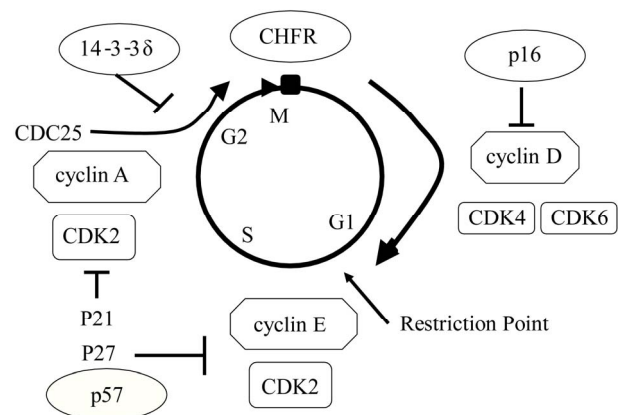 14-3-3δ
CHFR
p16
CDC25
G2
M
cyclin D
cyclin A
CDK4
CDK6
CDK2
S
G1
P21
cyclin E
Restriction Point
P27
CDK2
p57